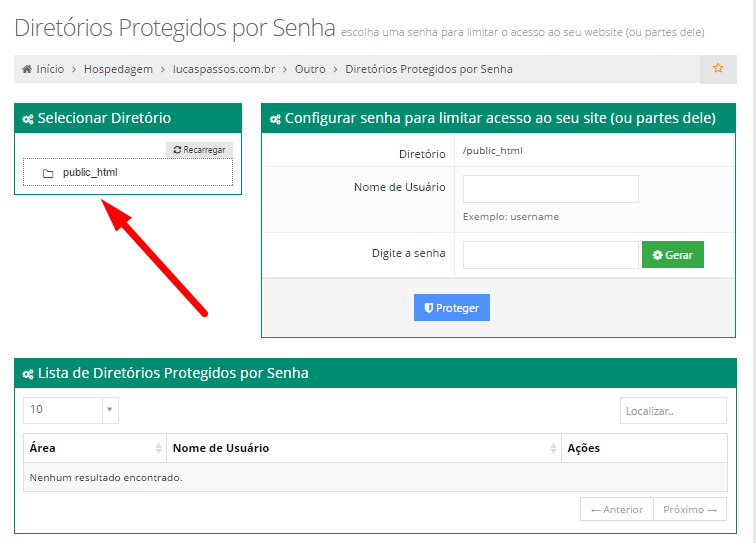 Diretórios Protegidos por Senha escolha uma senha para limitar o acesso ao seu website (ou partes dele)
Início > Hospedagem > lucaspassos.com.br > Outro > Diretórios Protegidos por Senha
Selecionar Diretório
Recarregar
public_html
Configurar senha para limitar acesso ao seu site (ou partes dele)
Diretório /public_html
Nome de Usuário
Exemplo: username
Digite a senha Gerar
Proteger
Lista de Diretórios Protegidos por Senha
10 Localizar..
Área Nome de Usuário Ações
Nenhum resultado encontrado.
← Anterior Próximo →